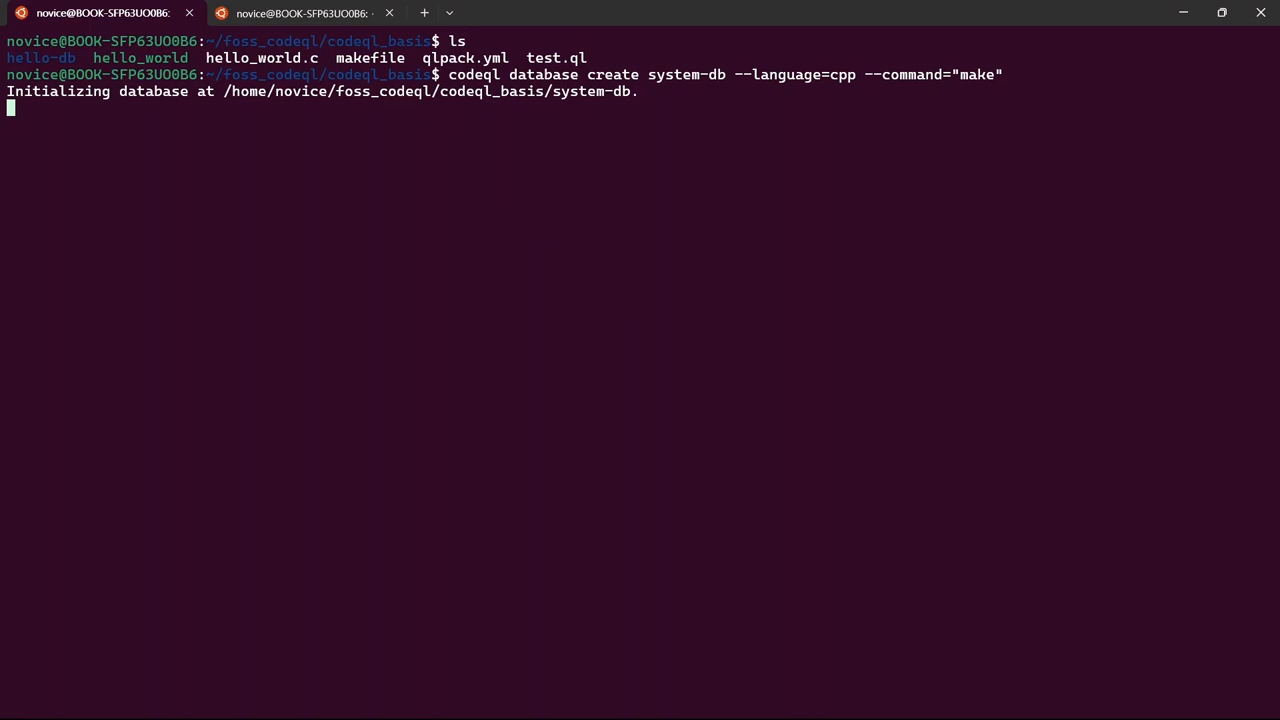 novice@BOOK-SFP63UO0B6: novice@BOOK-SFP63UO0B6:
novice@BOOK-SFP63UO0B6:~/foss_codeql/codeql_basis$ ls
hello-db hello_world hello_world.c makefile qlpack.yml test.ql
novice@BOOK-SFP63UO0B6:~/foss_codeql/codeql_basis$ codeql database create system-db --language=cpp --command="make"
Initializing database at /home/novice/foss_codeql/codeql_basis/system-db.